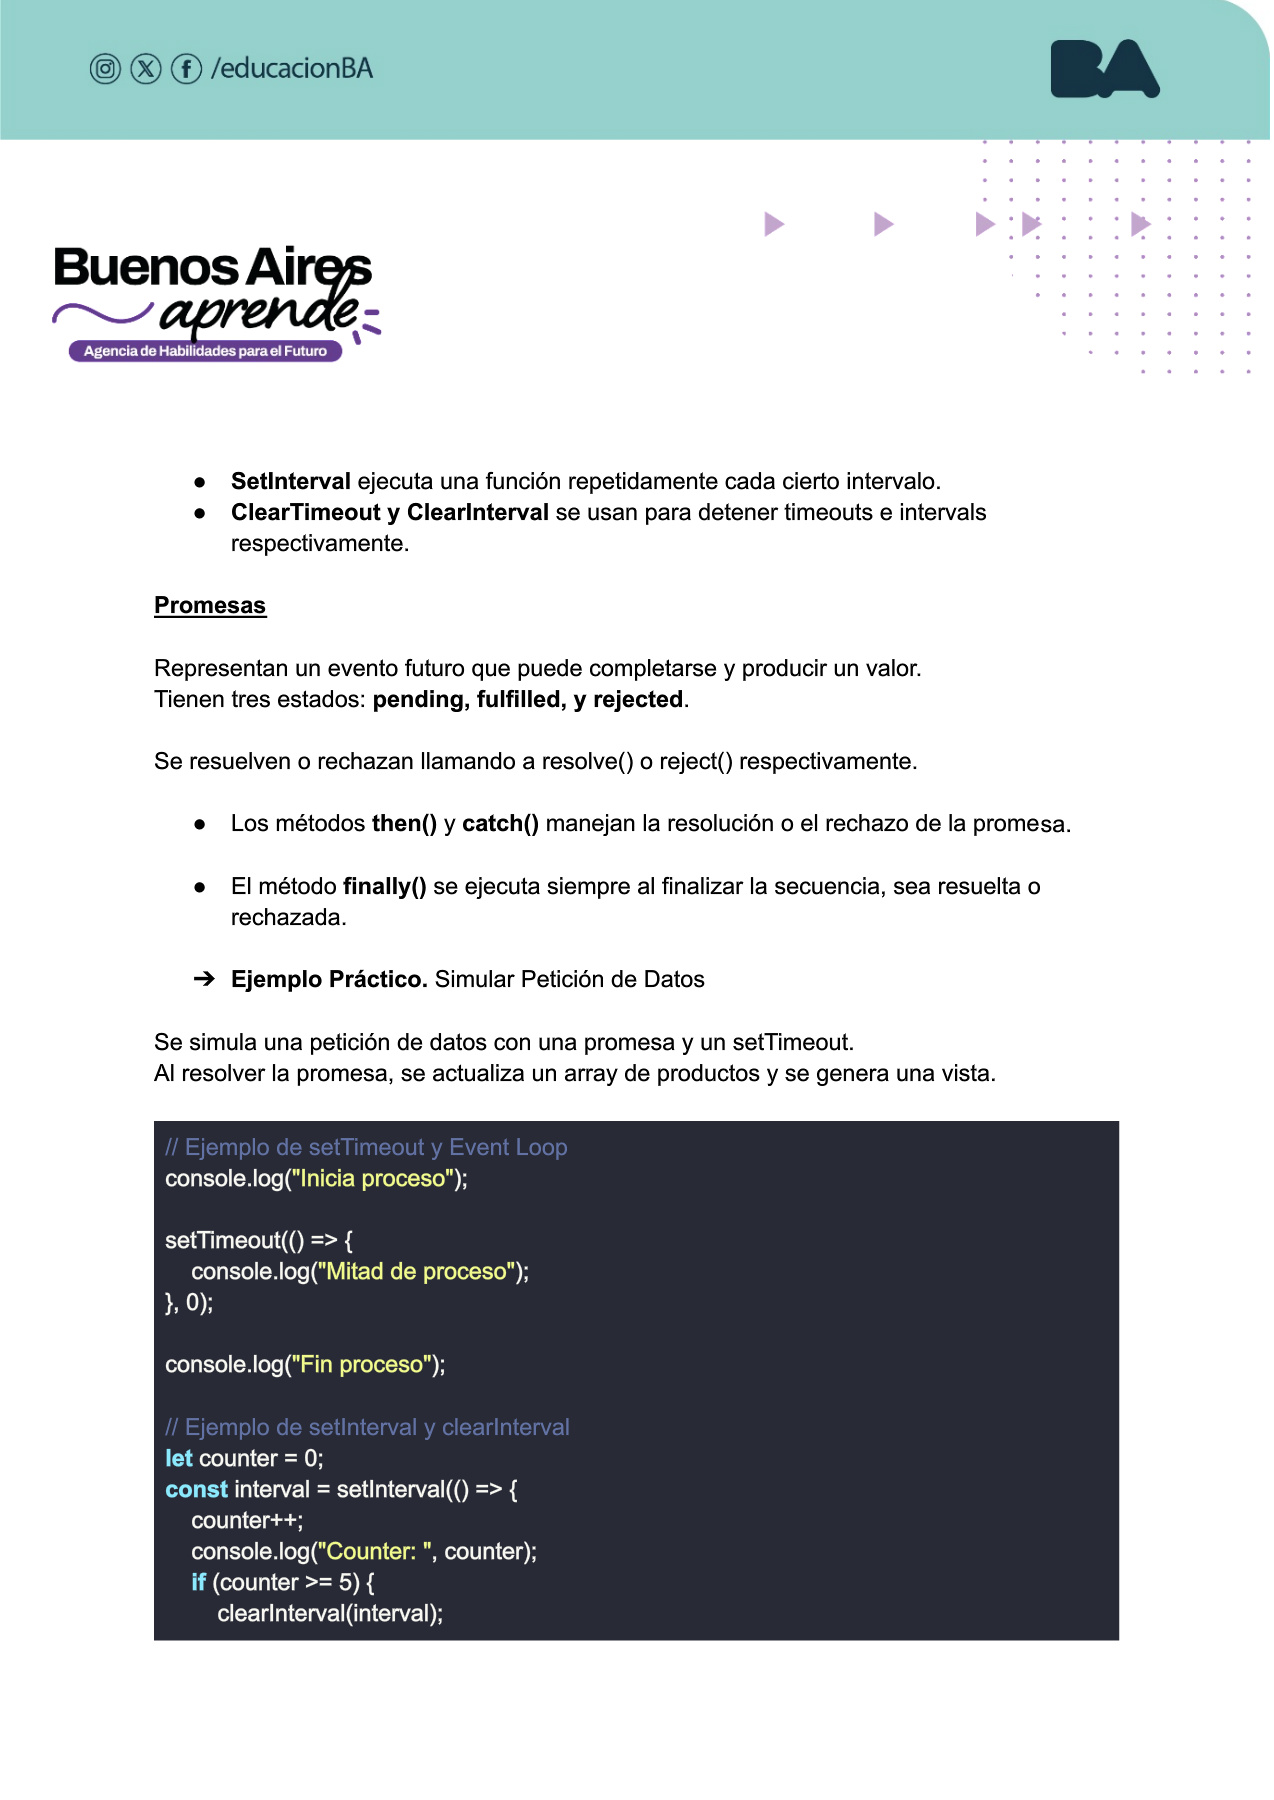 /educacionBA
BA
Buenos Aires
aprende
Agencia de Habilidades para el Futuro
● SetInterval ejecuta una función repetidamente cada cierto intervalo.
● ClearTimeout y ClearInterval se usan para detener timeouts e intervals
respectivamente.
Promesas
Representan un evento futuro que puede completarse y producir un valor.
Tienen tres estados: pending, fulfilled, y rejected.
Se resuelven o rechazan llamando a resolve() o reject() respectivamente.
● Los métodos then() y catch() manejan la resolución o el rechazo de la promesa.
● El método finally() se ejecuta siempre al finalizar la secuencia, sea resuelta o
rechazada.
➔ Ejemplo Práctico. Simular Petición de Datos
Se simula una petición de datos con una promesa y un setTimeout.
Al resolver la promesa, se actualiza un array de productos y se genera una vista.
// Ejemplo de setTimeout y Event Loop
console.log("Inicia proceso");
setTimeout(() => {
console.log("Mitad de proceso");
}, 0);
console.log("Fin proceso");
// Ejemplo de setInterval y clearInterval
let counter = 0;
const interval = setInterval(() => {
counter++;
console.log("Counter: ", counter);
if (counter >= 5) {
clearInterval(interval);